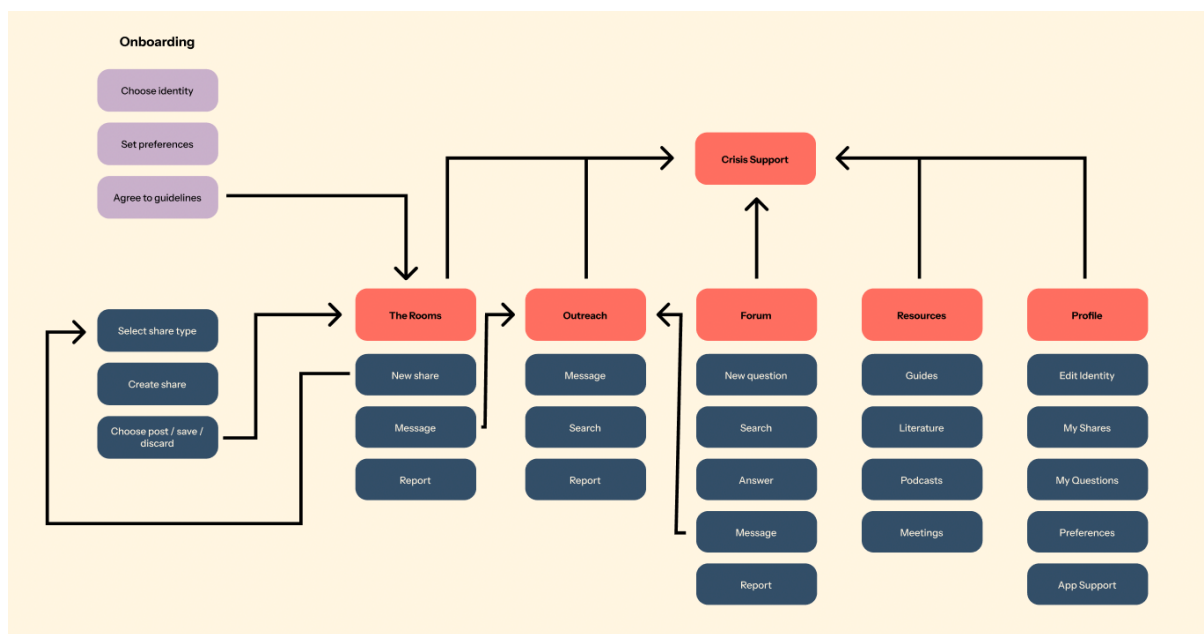 Onboarding
Choose identity
Set preferences
Agree to guidelines
Crisis Support
Select share type
Create share
Choose post / save /
discard
The Rooms
New share
Message
Report
Outreach
Message
Search
Report
Forum
New question
Search
Answer
Message
Report
Resources
Guides
Literature
Podcasts
Meetings
Profile
Edit Identity
My Shares
My Questions
Preferences
App Support